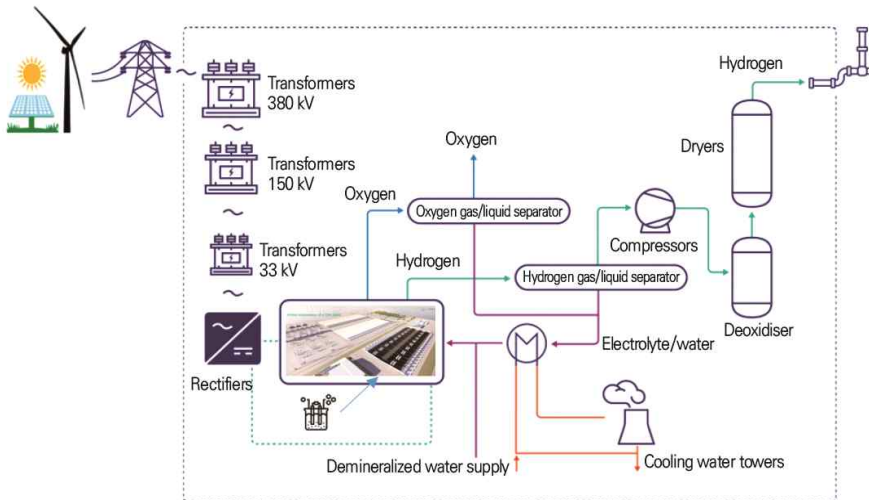 Transformers
380 kV
Hydrogen
Transformers
150 kV
Oxygen
Dryers
Oxygen
Oxygen gas/liquid separator
Compressors
Transformers
33 kV
Hydrogen
Hydrogen gas/liquid separator
Deoxidiser
Electrolyte/water
Rectifiers
Demineralized water supply
Cooling water towers